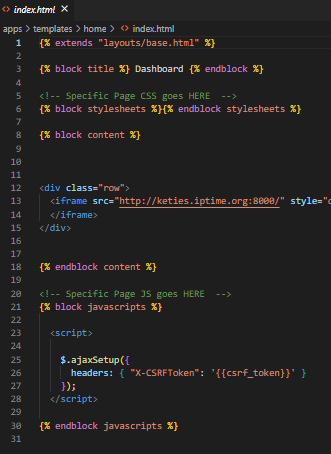 index.html
apps > templates > home > index.html
1 {% extends "layouts/base.html" %}
2
3 {% block title %} Dashboard {% endblock %}
4
5 <!-- Specific Page CSS goes HERE  -->
6 {% block stylesheets %}{% endblock stylesheets %}
7
8 {% block content %}
9
10
11
12 <div class="row">
13   <iframe src="http://keties.iptime.org:8000/" style="
14   </iframe>
15 </div>
16
17
18 {% endblock content %}
19
20 <!-- Specific Page JS goes HERE  -->
21 {% block javascripts %}
22
23   <script>
24
25     $.ajaxSetup({
26       headers: { "X-CSRFToken": '{{csrf_token}}' }
27     });
28   </script>
29
30 {% endblock javascripts %}
31